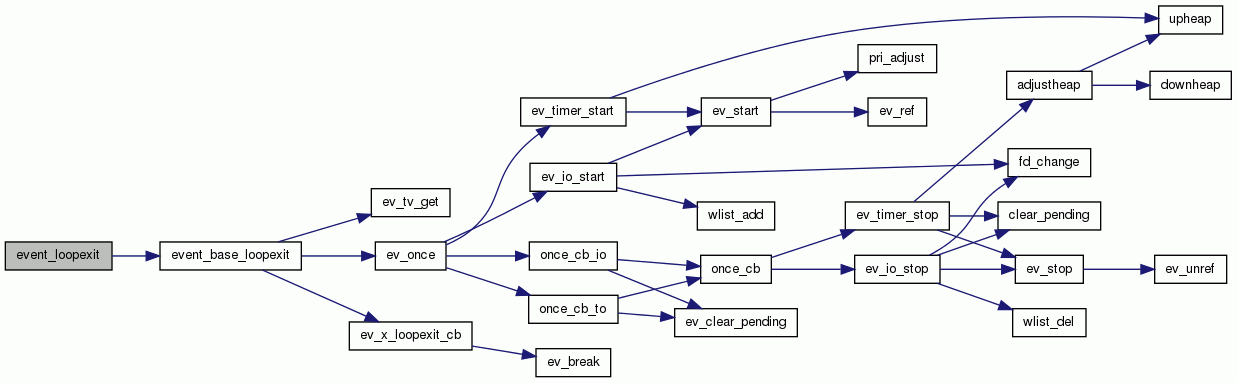 event_loopexit
event_base_loopexit
ev_tv_get
ev_once
ev_x_loopexit_cb
ev_timer_start
ev_io_start
once_cb_io
once_cb_to
ev_break
ev_start
wlist_add
once_cb
ev_clear_pending
pri_adjust
ev_ref
ev_timer_stop
ev_io_stop
adjustheap
fd_change
clear_pending
ev_stop
wlist_del
upheap
downheap
ev_unref